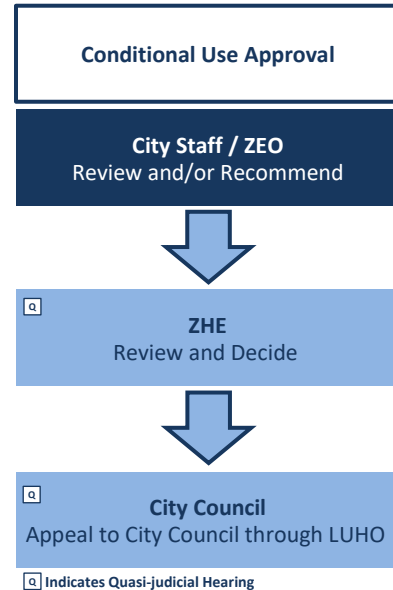 Conditional Use Approval
City Staff / ZEO
Review and/or Recommend
Q
ZHE
Review and Decide
Q
City Council
Appeal to City Council through LUHO
Q Indicates Quasi-judicial Hearing